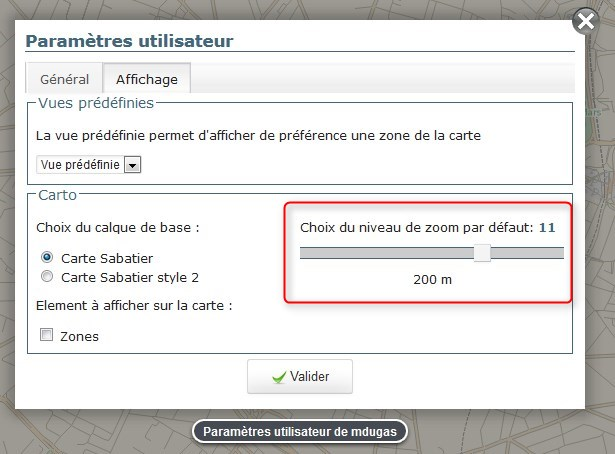 Paramètres utilisateur
Général
Affichage
Vues prédéfinies
La vue prédéfinie permet d'afficher de préférence une zone de la carte
Vue prédéfinie
Carto
Choix du calque de base :
Carte Sabatier
Carte Sabatier style 2
Element à afficher sur la carte :
Zones
Choix du niveau de zoom par défaut: 11
200 m
Valider
Paramètres utilisateur de mdugas